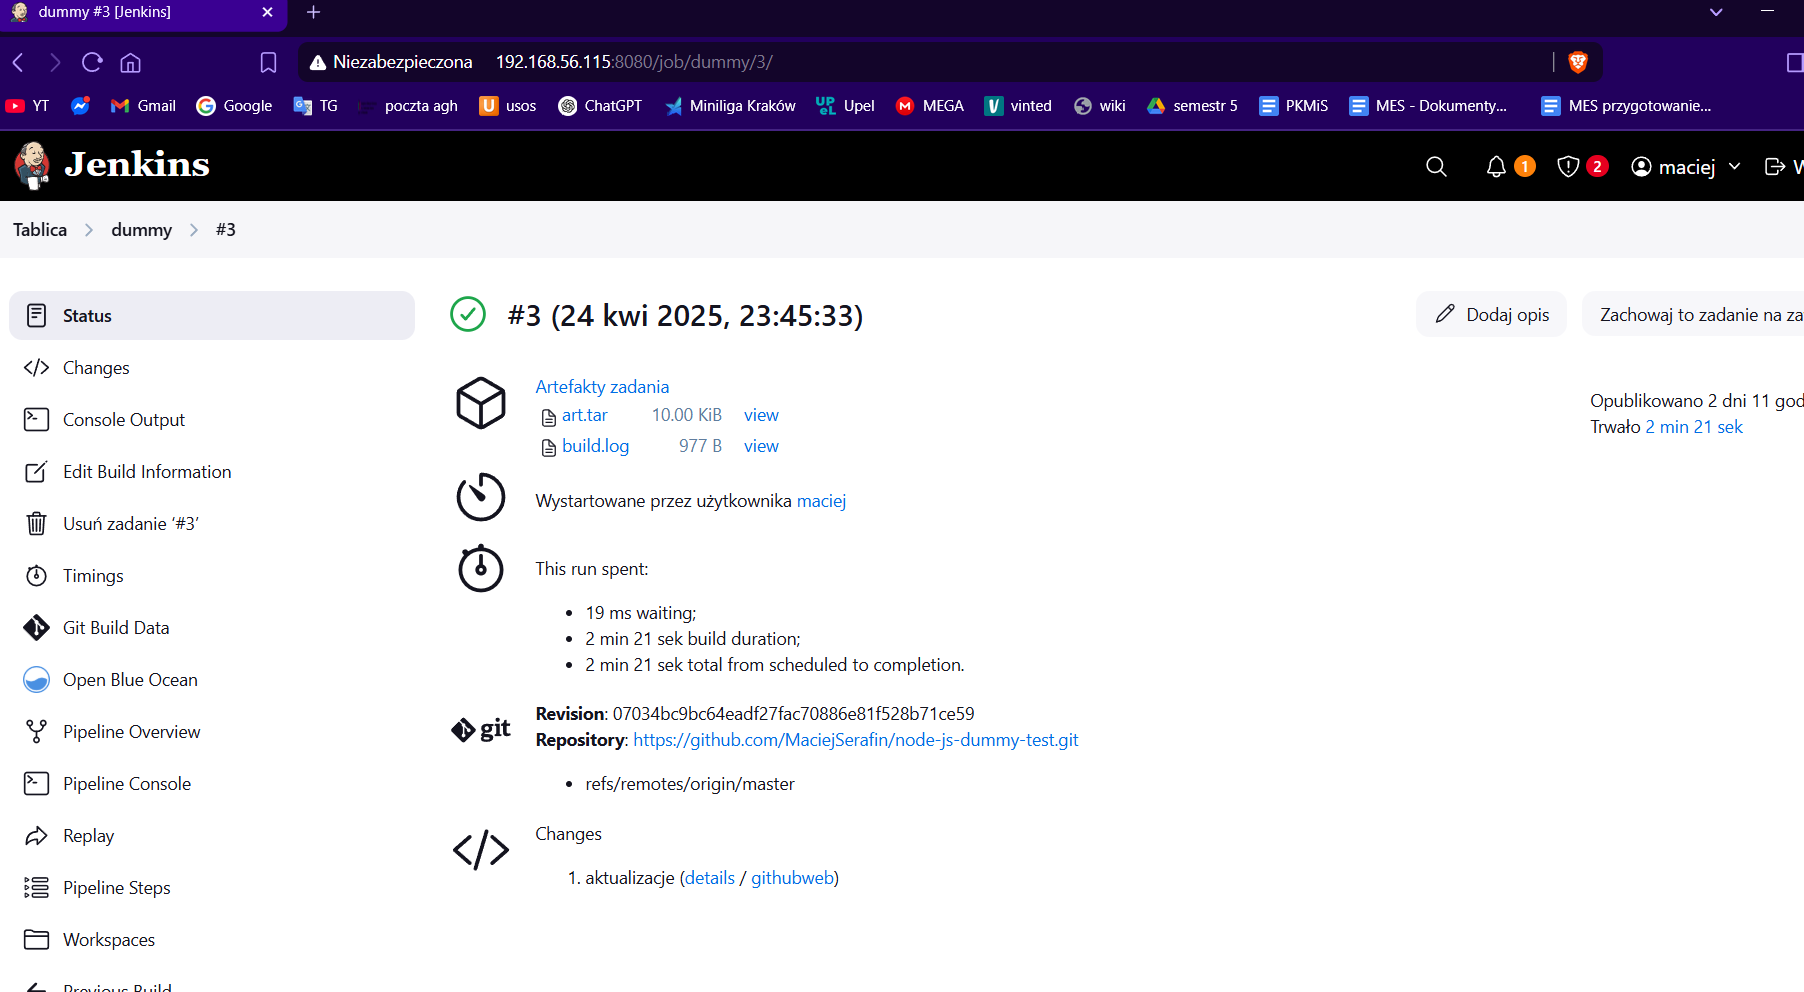 dummy #3 [Jenkins]
Niezabezpieczona 192.168.56.115:8080/job/dummy/3/
YT Gmail Google TG poczta agh usos ChatGPT Miniliga Kraków Upel MEGA vinted wiki semestr 5 PKMiS MES - Dokumenty... MES przygotowanie...
Jenkins 1 2 maciej
Tablica dummy #3
Status
Changes
Console Output
Edit Build Information
Usuń zadanie ‘#3’
Timings
Git Build Data
Open Blue Ocean
Pipeline Overview
Pipeline Console
Replay
Pipeline Steps
Workspaces
Previous Build
#3 (24 kwi 2025, 23:45:33)
Dodaj opis
Zachowaj to zadanie na za
Opublikowano 2 dni 11 god
Trwało 2 min 21 sek
Artefakty zadania
art.tar 10.00 KiB view
build.log 977 B view
Wystartowane przez użytkownika maciej
This run spent:
19 ms waiting;
2 min 21 sek build duration;
2 min 21 sek total from scheduled to completion.
git
Revision: 07034bc9bc64eadf27fac70886e81f528b71ce59
Repository: https://github.com/MaciejSerafin/node-js-dummy-test.git
refs/remotes/origin/master
Changes
1. aktualizacje (details / githubweb)